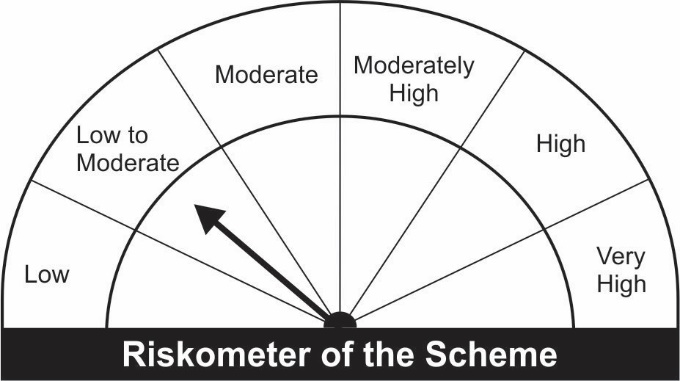 Low
Low to
Moderate
Moderate
Moderately
High
High
Very
High
Riskometer of the Scheme